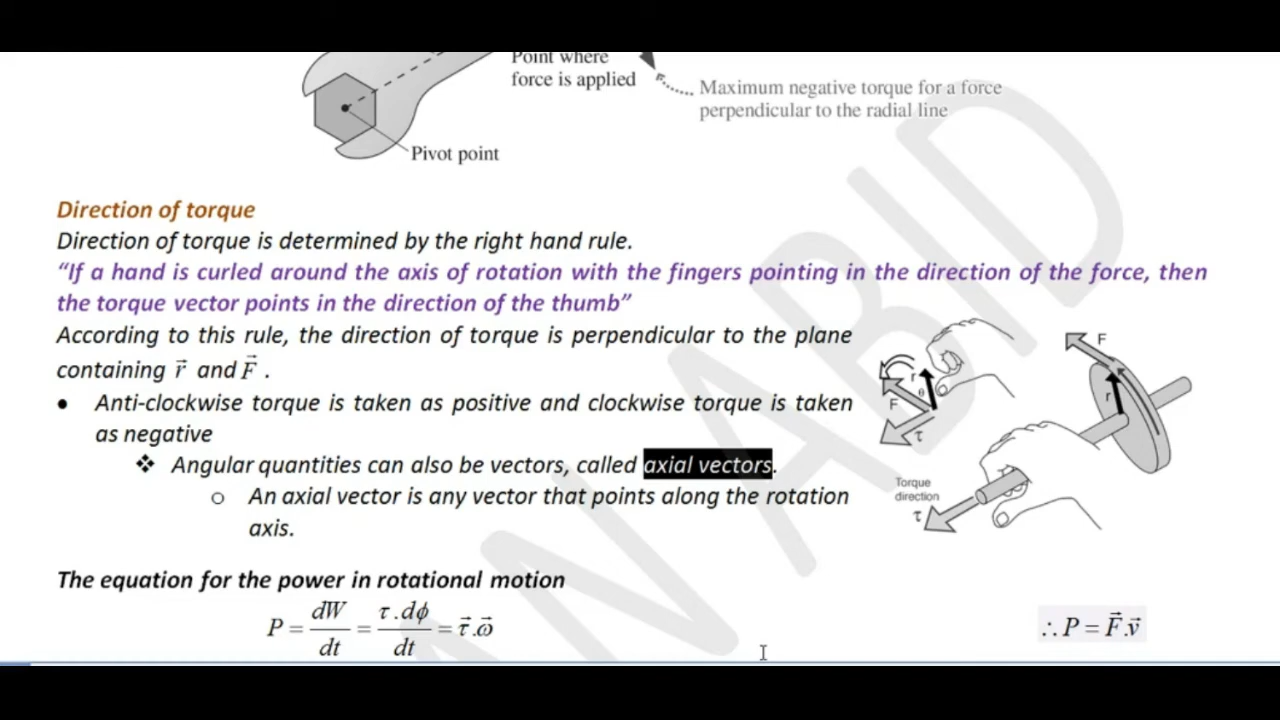 Point where
force is applied
Maximum negative torque for a force
perpendicular to the radial line
Pivot point
Direction of torque
Direction of torque is determined by the right hand rule.
“If a hand is curled around the axis of rotation with the fingers pointing in the direction of the force, then
the torque vector points in the direction of the thumb”
According to this rule, the direction of torque is perpendicular to the plane
containing r⃗ and F⃗ .
• Anti-clockwise torque is taken as positive and clockwise torque is taken
as negative
❖ Angular quantities can also be vectors, called axial vectors.
o An axial vector is any vector that points along the rotation
axis.
F
r
θ
τ
F
r
Torque
direction
τ
The equation for the power in rotational motion
P = dW/dt = τ.dϕ/dt = τ⃗.ω⃗
∴ P = F⃗.v⃗
AN ABID